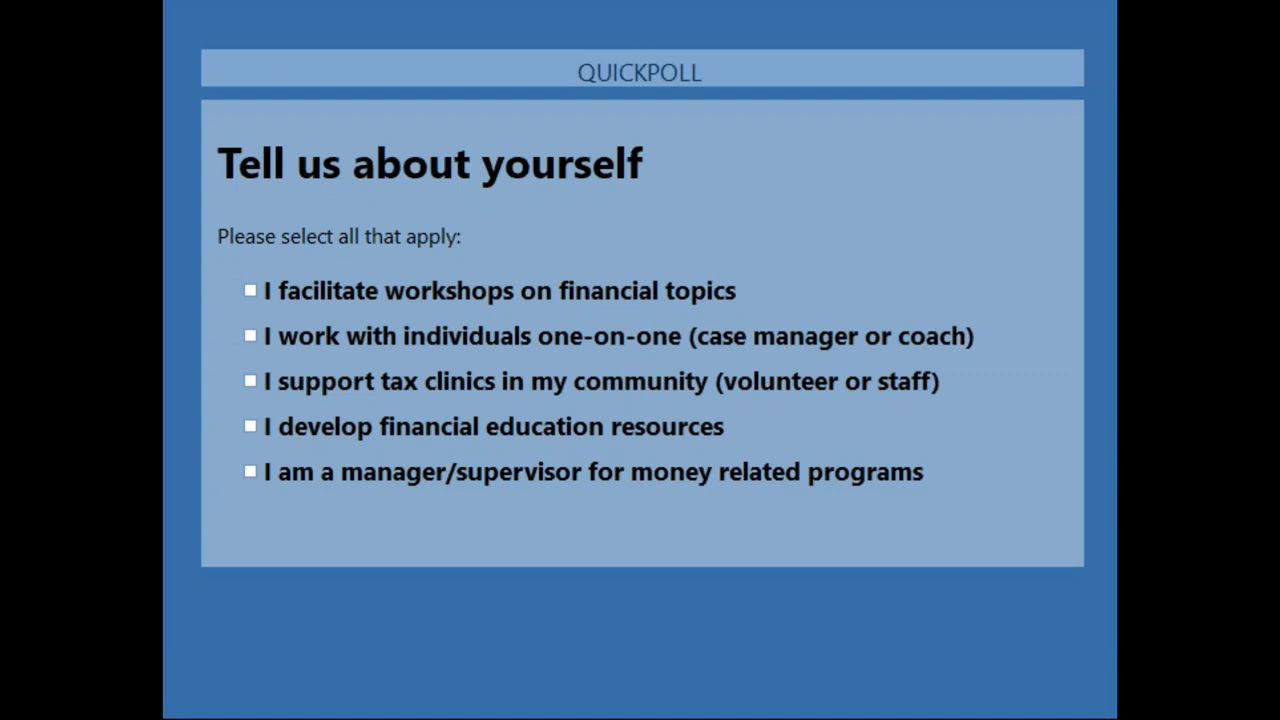 QUICKPOLL
Tell us about yourself
Please select all that apply:
I facilitate workshops on financial topics
I work with individuals one-on-one (case manager or coach)
I support tax clinics in my community (volunteer or staff)
I develop financial education resources
I am a manager/supervisor for money related programs